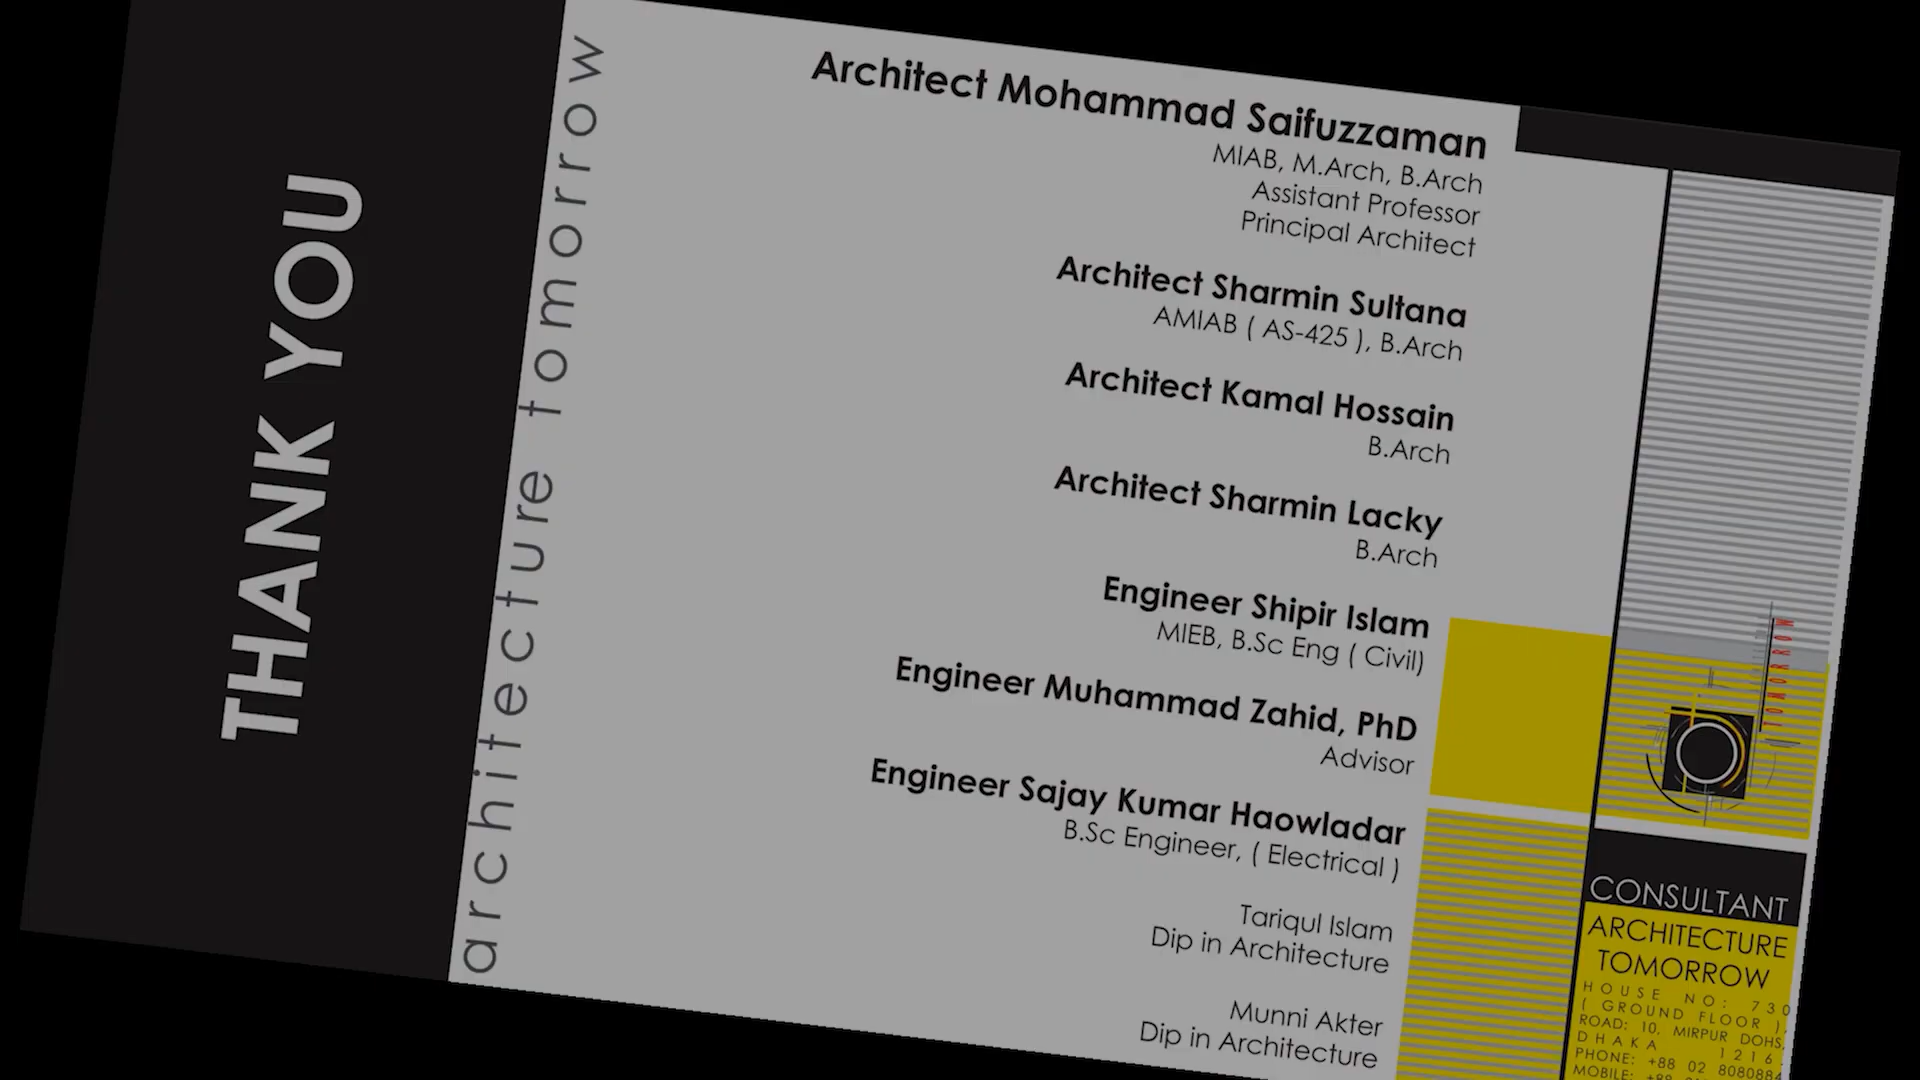 THANK YOU
architecture tomorrow
Architect Mohammad Saifuzzaman
MIAB, M.Arch, B.Arch
Assistant Professor
Principal Architect
Architect Sharmin Sultana
AMIAB ( AS-425 ), B.Arch
Architect Kamal Hossain
B.Arch
Architect Sharmin Lacky
B.Arch
Engineer Shipir Islam
MIEB, B.Sc Eng ( Civil)
Engineer Muhammad Zahid, PhD
Advisor
Engineer Sajay Kumar Haowladar
B.Sc Engineer, ( Electrical )
Tariqul Islam
Dip in Architecture
Munni Akter
Dip in Architecture
TOMORROW
CONSULTANT
ARCHITECTURE
TOMORROW
HOUSE NO: 730
( GROUND FLOOR ),
ROAD: 10, MIRPUR DOHS,
DHAKA 1216
PHONE: +88 02 8080884
MOBILE: